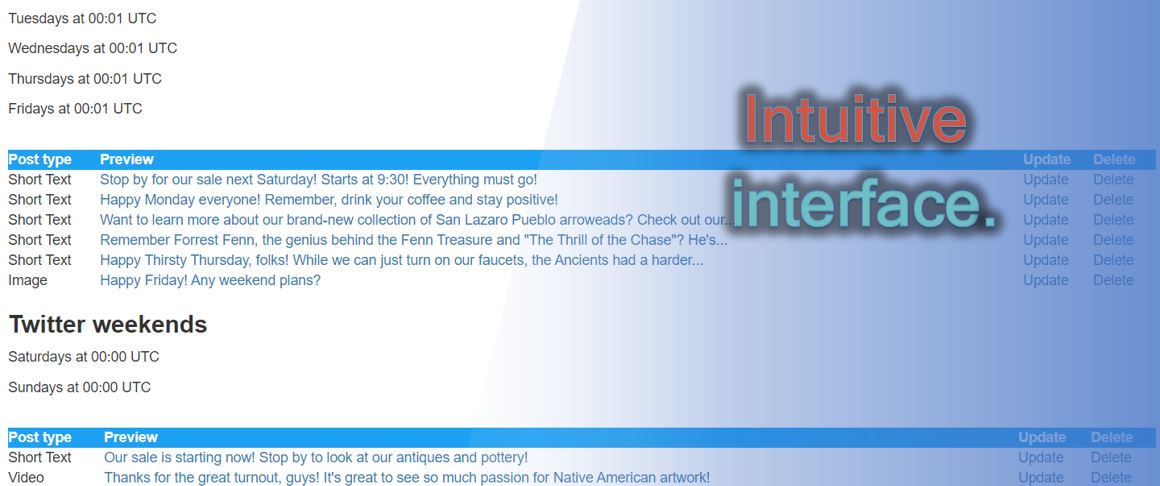 Tuesdays at 00:01 UTC
Wednesdays at 00:01 UTC
Thursdays at 00:01 UTC
Fridays at 00:01 UTC
Intuitive
interface.
Post type Preview Update Delete
Short Text Stop by for our sale next Saturday! Starts at 9:30! Everything must go! Update Delete
Short Text Happy Monday everyone! Remember, drink your coffee and stay positive! Update Delete
Short Text Want to learn more about our brand-new collection of San Lazaro Pueblo arroweads? Check out our... Update Delete
Short Text Remember Forrest Fenn, the genius behind the Fenn Treasure and "The Thrill of the Chase"? He's... Update Delete
Short Text Happy Thirsty Thursday, folks! While we can just turn on our faucets, the Ancients had a harder... Update Delete
Image Happy Friday! Any weekend plans? Update Delete
Twitter weekends
Saturdays at 00:00 UTC
Sundays at 00:00 UTC
Post type Preview Update Delete
Short Text Our sale is starting now! Stop by to look at our antiques and pottery! Update Delete
Video Thanks for the great turnout, guys! It's great to see so much passion for Native American artwork! Update Delete